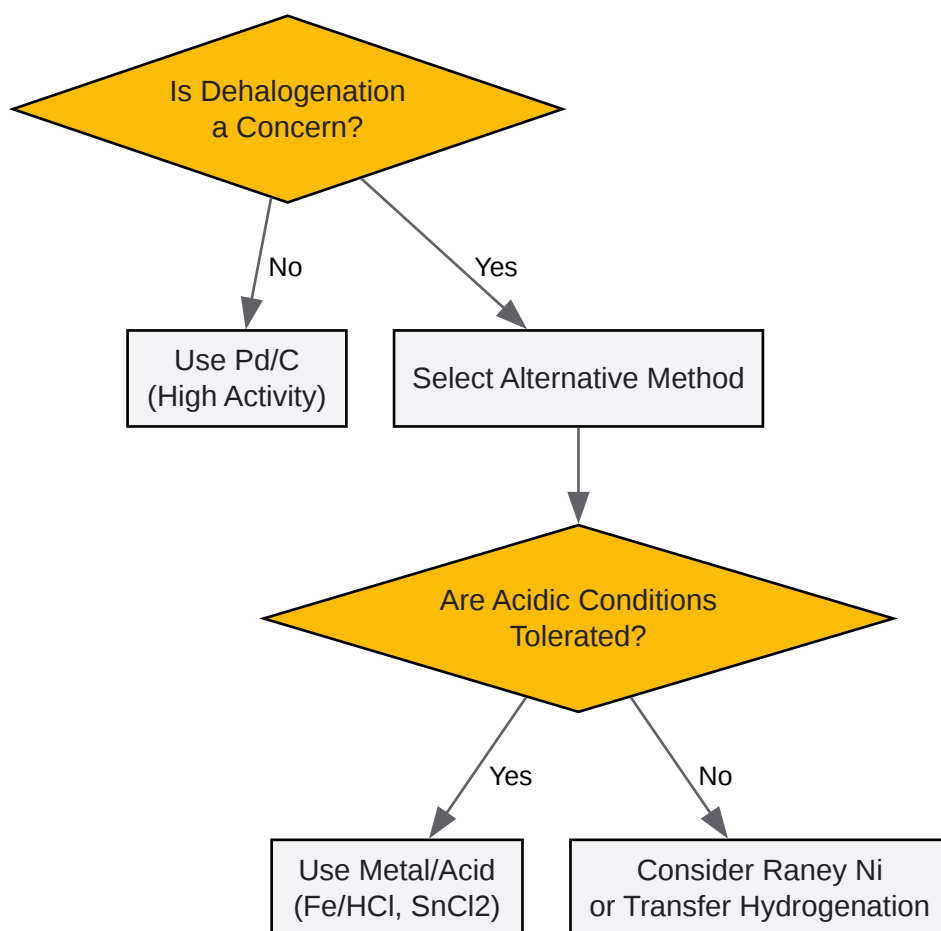 Is Dehalogenation
a Concern?
No
Yes
Use Pd/C
(High Activity)
Select Alternative Method
Are Acidic Conditions
Tolerated?
Yes
No
Use Metal/Acid
(Fe/HCl, SnCl2)
Consider Raney Ni
or Transfer Hydrogenation